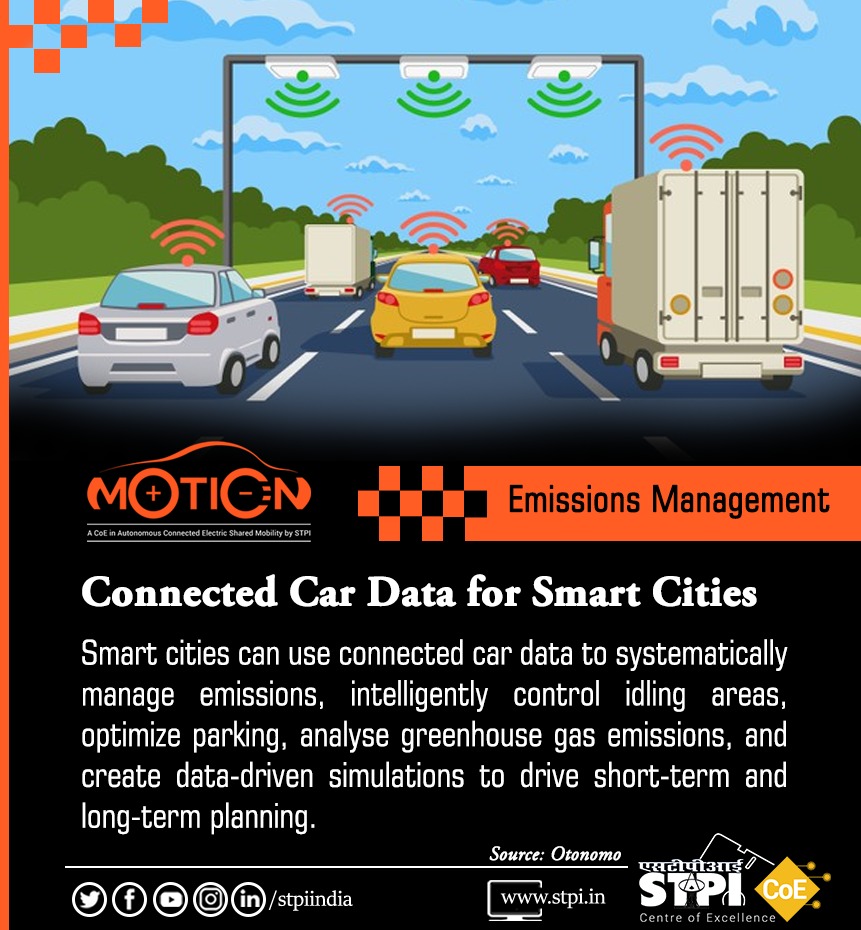 MOTION
A CoE in Autonomous Connected Electric Shared Mobility by STPI
Emissions Management
Connected Car Data for Smart Cities
Smart cities can use connected car data to systematically
manage emissions, intelligently control idling areas,
optimize parking, analyse greenhouse gas emissions, and
create data-driven simulations to drive short-term and
long-term planning.
Source: Otonomo
/stpiindia
www.stpi.in
एसटीपीआई
STPI
CoE
Centre of Excellence